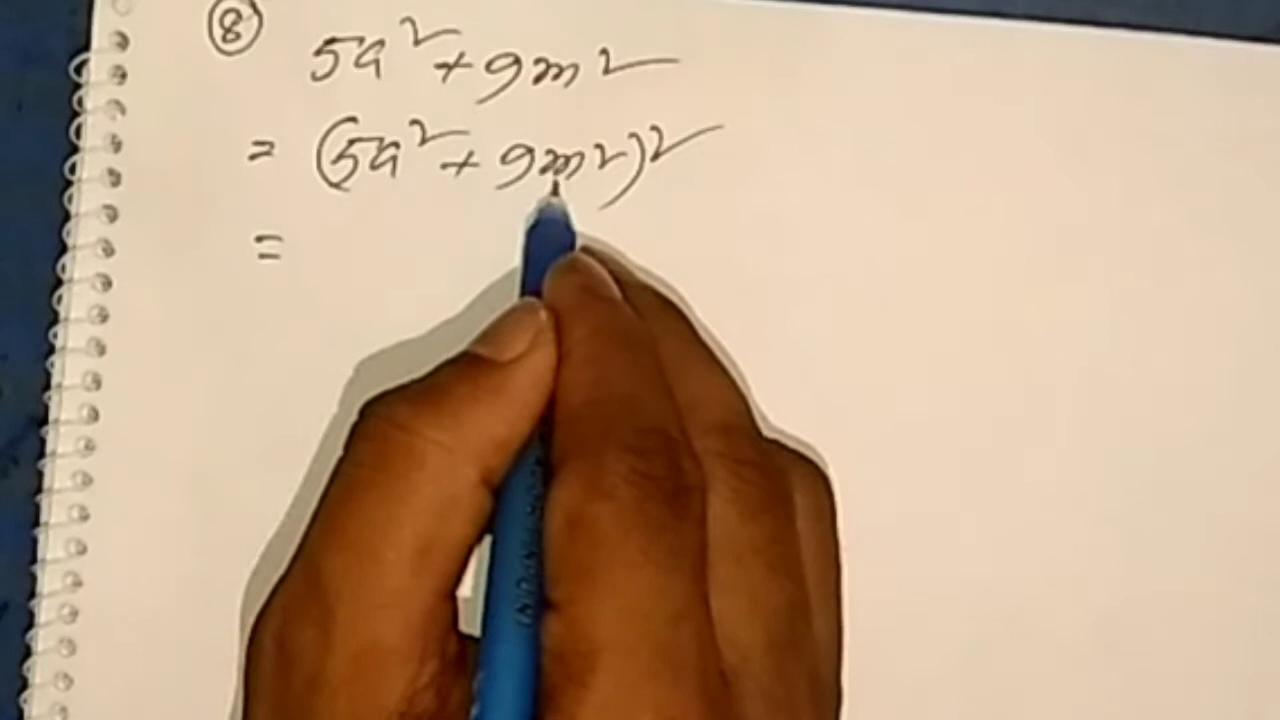 ⑧ 5a² + 9m²
= (5a² + 9m²)²
=